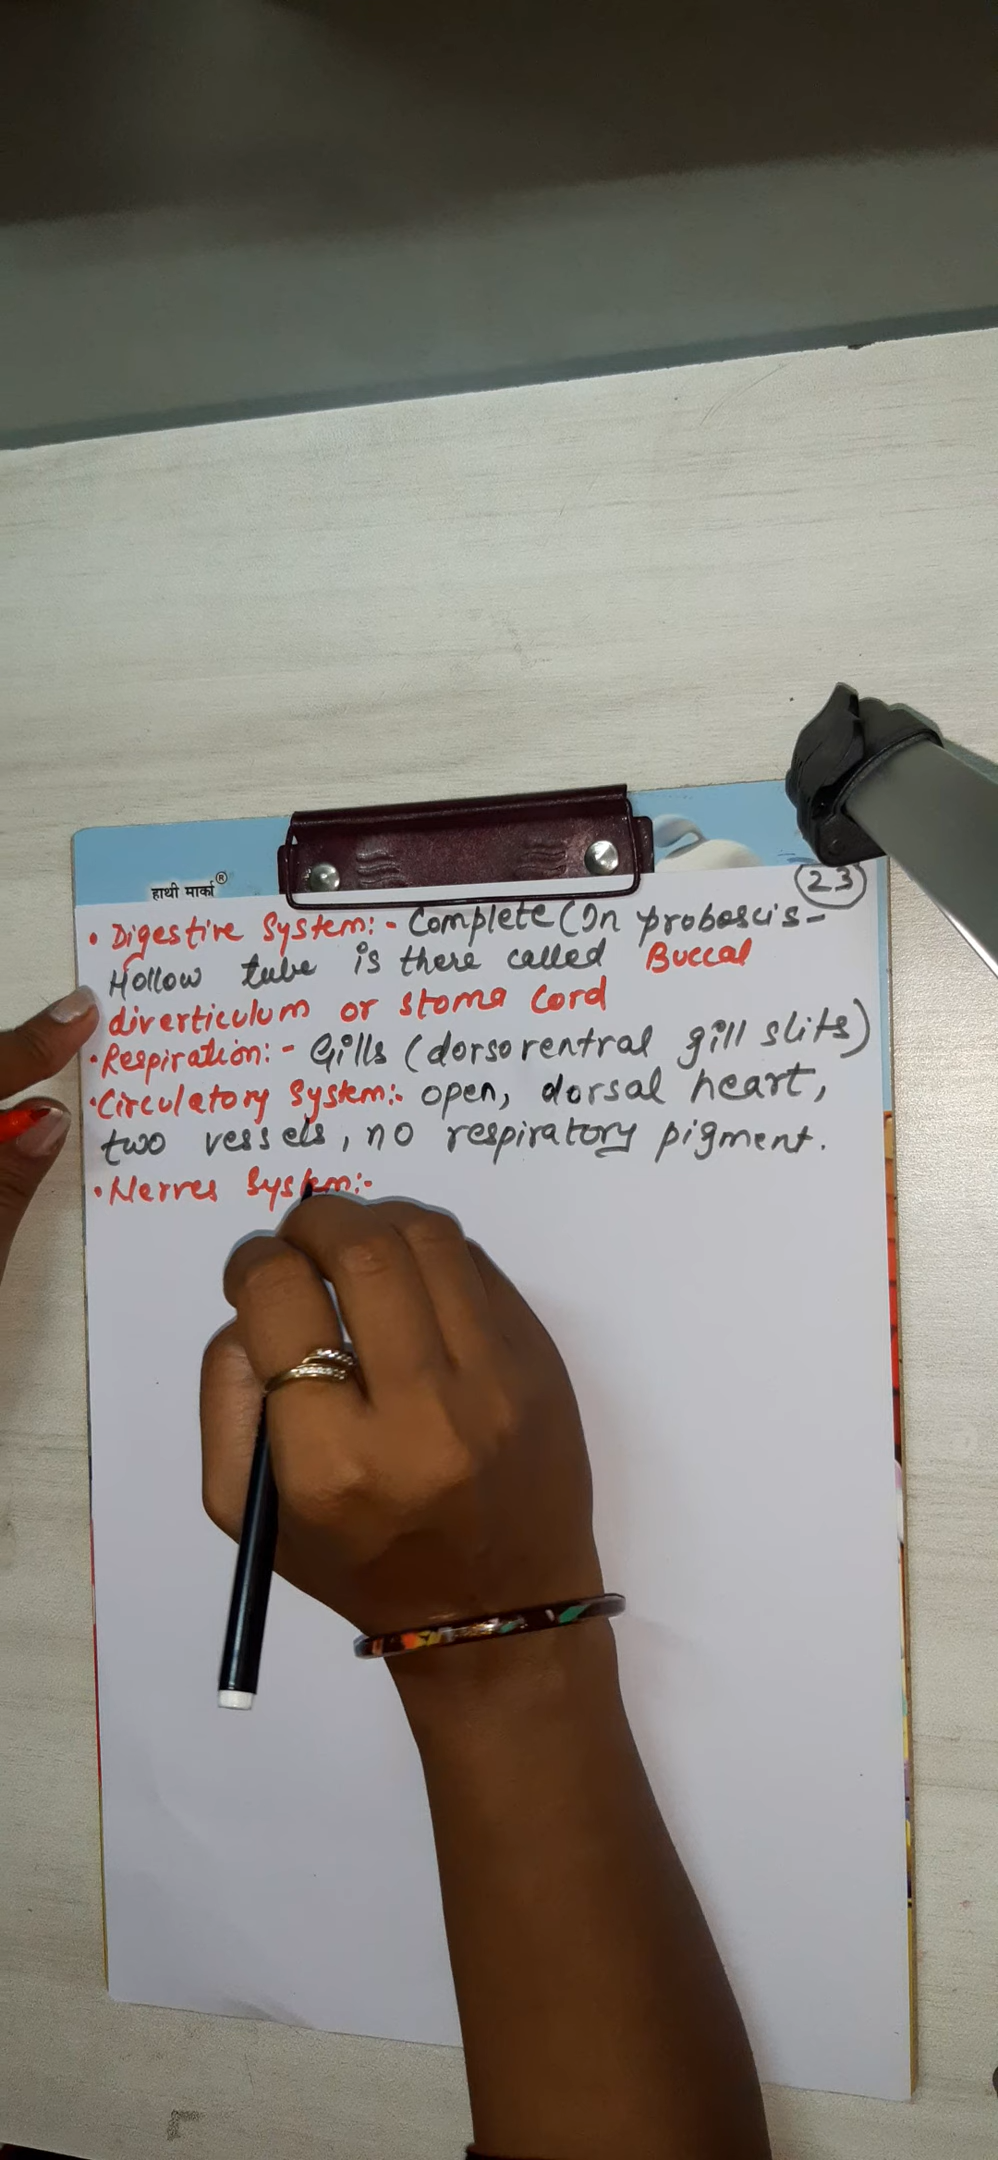 हाथी मार्का®
23
• Digestive System:- Complete (In proboscis-
Hollow tube is there called Buccal
diverticulum or stoma Cord
• Respiration:- Gills (dorsorentral gill slits)
• Circulatory System:- open, dorsal heart,
two vessels, no respiratory pigment.
• Nerves System:-